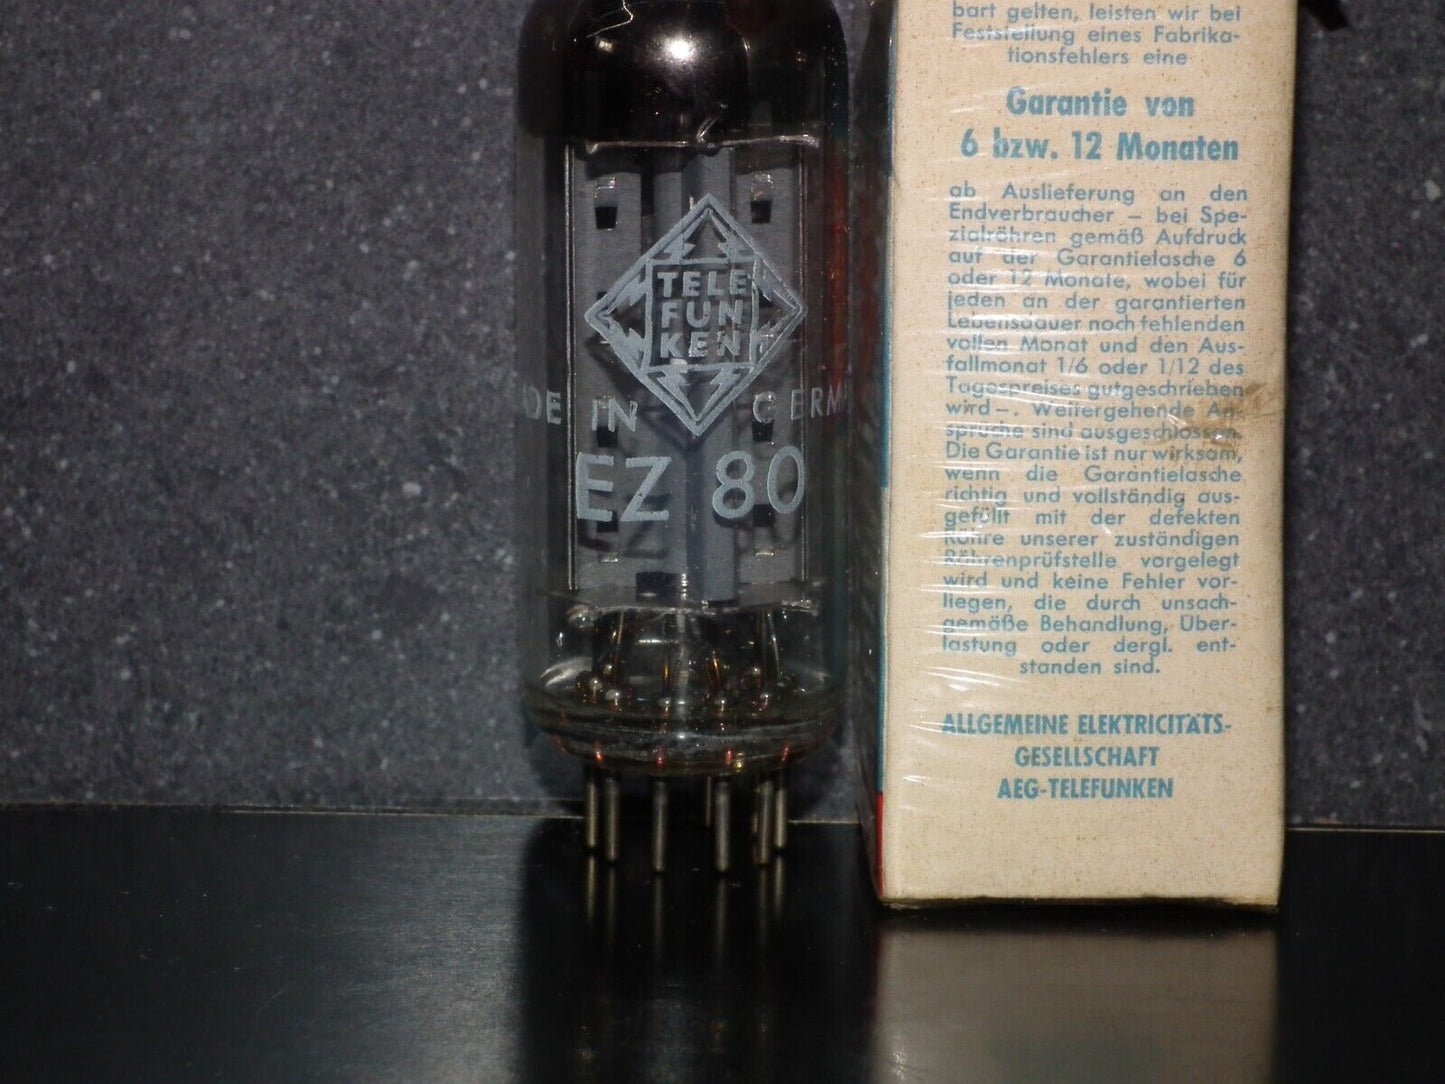 TELE
FUN
KEN
DE IN GERM
EZ 80
bart gelten, leisten wir bei
Feststellung eines Fabrika-
tionsfehlers eine
Garantie von
6 bzw. 12 Monaten
ab Auslieferung an den
Endverbraucher – bei Spe-
zialröhren gemäß Aufdruck
auf der Garantielasche 6
oder 12 Monate, wobei für
jeden an der garantierten
Lebensdauer noch fehlenden
vollen Monat und den Aus-
fallmonat 1/6 oder 1/12 des
Tagespreises gutgeschrieben
wird –. Weitergehende An-
sprüche sind ausgeschlossen.
Die Garantie ist nur wirksam,
wenn die Garantielasche
richtig und vollständig aus-
gefüllt mit der defekten
Röhre unserer zuständigen
Röhrenprüfstelle vorgelegt
wird und keine Fehler vor-
liegen, die durch unsach-
gemäße Behandlung, Über-
lastung oder dergl. ent-
standen sind.
ALLGEMEINE ELEKTRICITÄTS-
GESELLSCHAFT
AEG-TELEFUNKEN